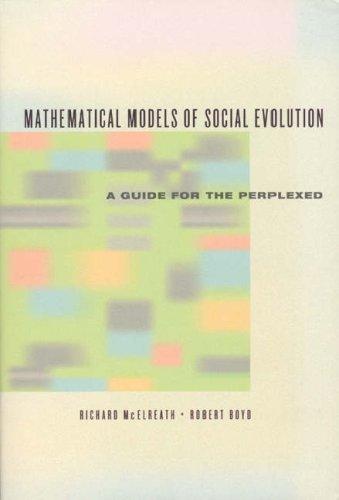 MATHEMATICAL MODELS OF SOCIAL EVOLUTION
A GUIDE FOR THE PERPLEXED
RICHARD McELREATH • ROBERT BOYD